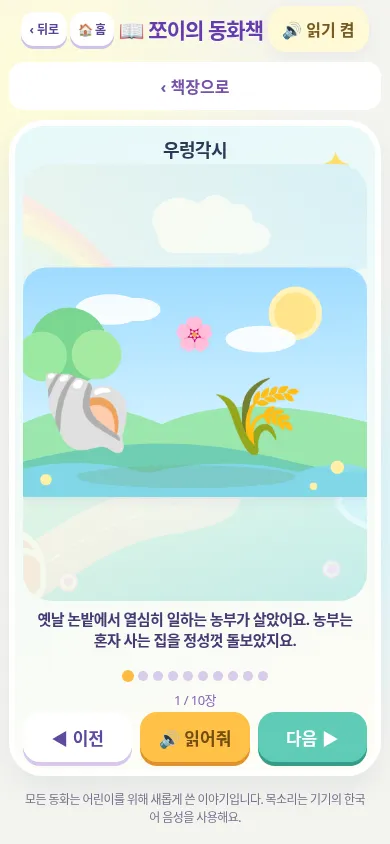 ‹ 뒤로 🏠 홈 📖 쪼이의 동화책 🔊 읽기 켬
‹ 책장으로
우렁각시
옛날 논밭에서 열심히 일하는 농부가 살았어요. 농부는
혼자 사는 집을 정성껏 돌보았지요.
1 / 10장
◀ 이전 🔊 읽어줘 다음 ▶
모든 동화는 어린이를 위해 새롭게 쓴 이야기입니다. 목소리는 기기의 한국
어 음성을 사용해요.